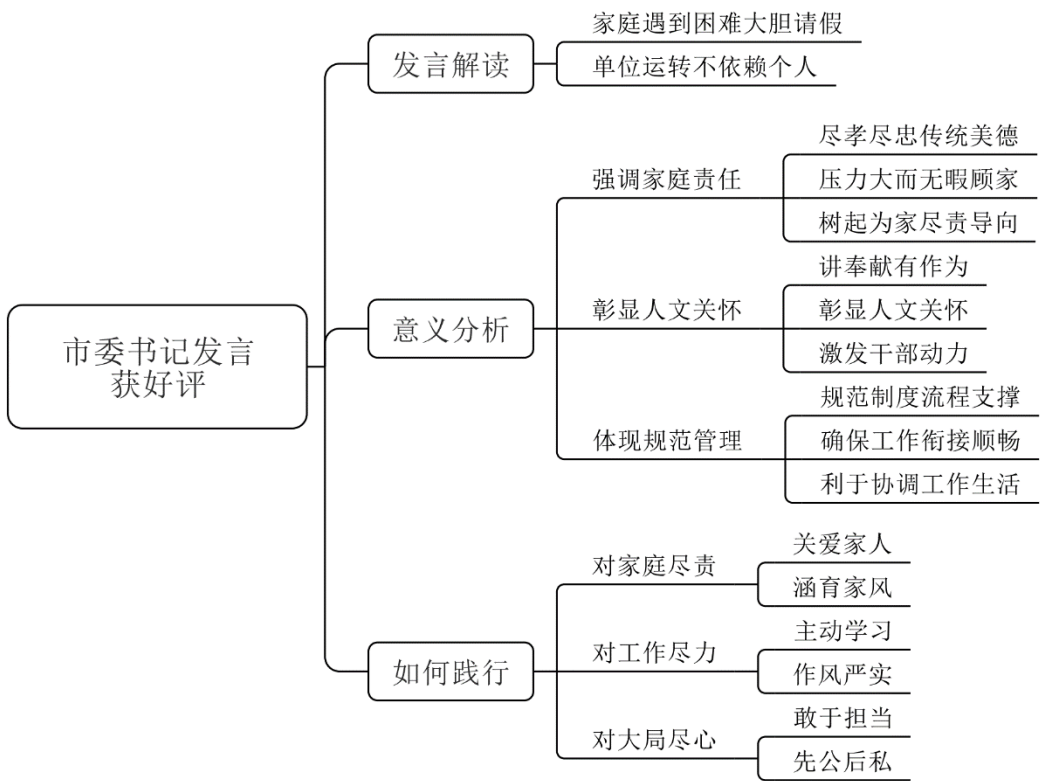 市委书记发言
获好评
发言解读
家庭遇到困难大胆请假
单位运转不依赖个人
意义分析
强调家庭责任
尽孝尽忠传统美德
压力大而无暇顾家
树起为家尽责导向
彰显人文关怀
讲奉献有作为
彰显人文关怀
激发干部动力
体现规范管理
规范制度流程支撑
确保工作衔接顺畅
利于协调工作生活
如何践行
对家庭尽责
关爱家人
涵育家风
对工作尽力
主动学习
作风严实
对大局尽心
敢于担当
先公后私